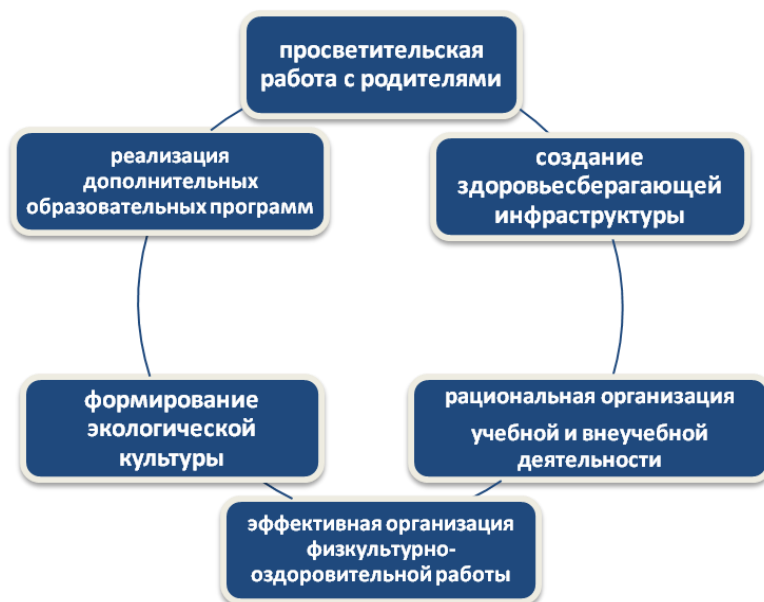 просветительская
работа с родителями
создание
здоровьесберагающей
инфраструктуры
рациональная организация
учебной и внеучебной
деятельности
эффективная организация
физкультурно-
оздоровительной работы
формирование
экологической
культуры
реализация
дополнительных
образовательных программ